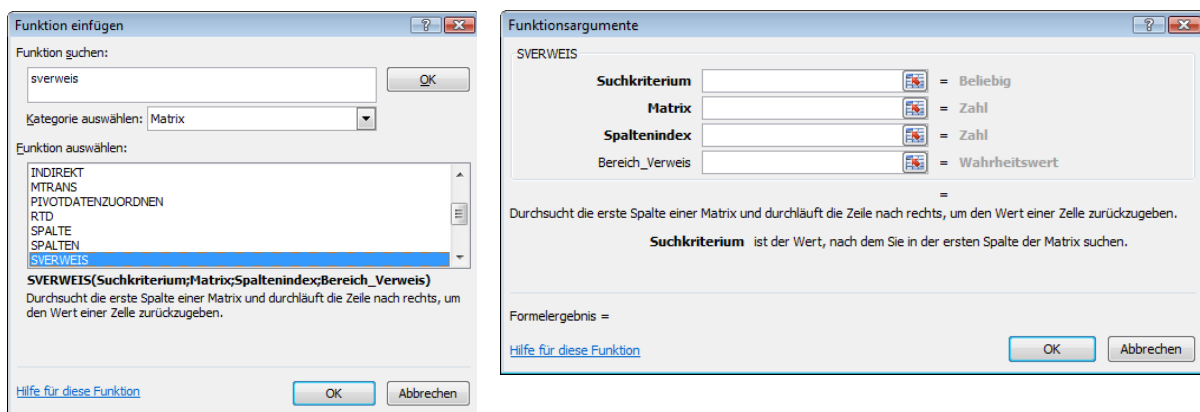 Funktion einfügen
Funktion suchen:
sverweis
OK
Kategorie auswählen: Matrix
Funktion auswählen:
INDIREKT
MTRANS
PIVOTDATENZUORDNEN
RTD
SPALTE
SPALTEN
SVERWEIS
SVERWEIS(Suchkriterium;Matrix;Spaltenindex;Bereich_Verweis)
Durchsucht die erste Spalte einer Matrix und durchläuft die Zeile nach rechts, um
den Wert einer Zelle zurückzugeben.
Hilfe für diese Funktion
OK
Abbrechen
Funktionsargumente
SVERWEIS
Suchkriterium = Beliebig
Matrix = Zahl
Spaltenindex = Zahl
Bereich_Verweis = Wahrheitswert
=
Durchsucht die erste Spalte einer Matrix und durchläuft die Zeile nach rechts, um den Wert einer Zelle zurückzugeben.
Suchkriterium ist der Wert, nach dem Sie in der ersten Spalte der Matrix suchen.
Formelergebnis =
Hilfe für diese Funktion
OK
Abbrechen